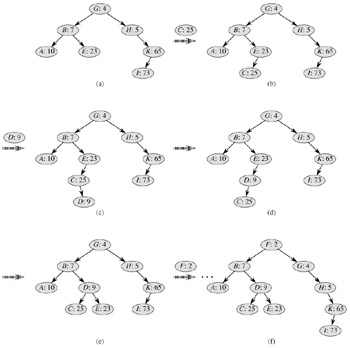 G: 4
G: 4
B: 7 H: 5 C: 25 B: 7 H: 5
A: 10 E: 23 K: 65 A: 10 E: 23 K: 65
I: 73 C: 25 I: 73
(a) (b)
G: 4 G: 4
D: 9 B: 7 H: 5 B: 7 H: 5
A: 10 E: 23 K: 65 A: 10 E: 23 K: 65
C: 25 I: 73 D: 9 I: 73
D: 9 C: 25
(c) (d)
G: 4 F: 2
B: 7 H: 5 F: 2 ... B: 7 G: 4
A: 10 D: 9 K: 65 A: 10 D: 9 H: 5
C: 25 E: 23 I: 73 C: 25 E: 23 K: 65
I: 73
(e) (f)